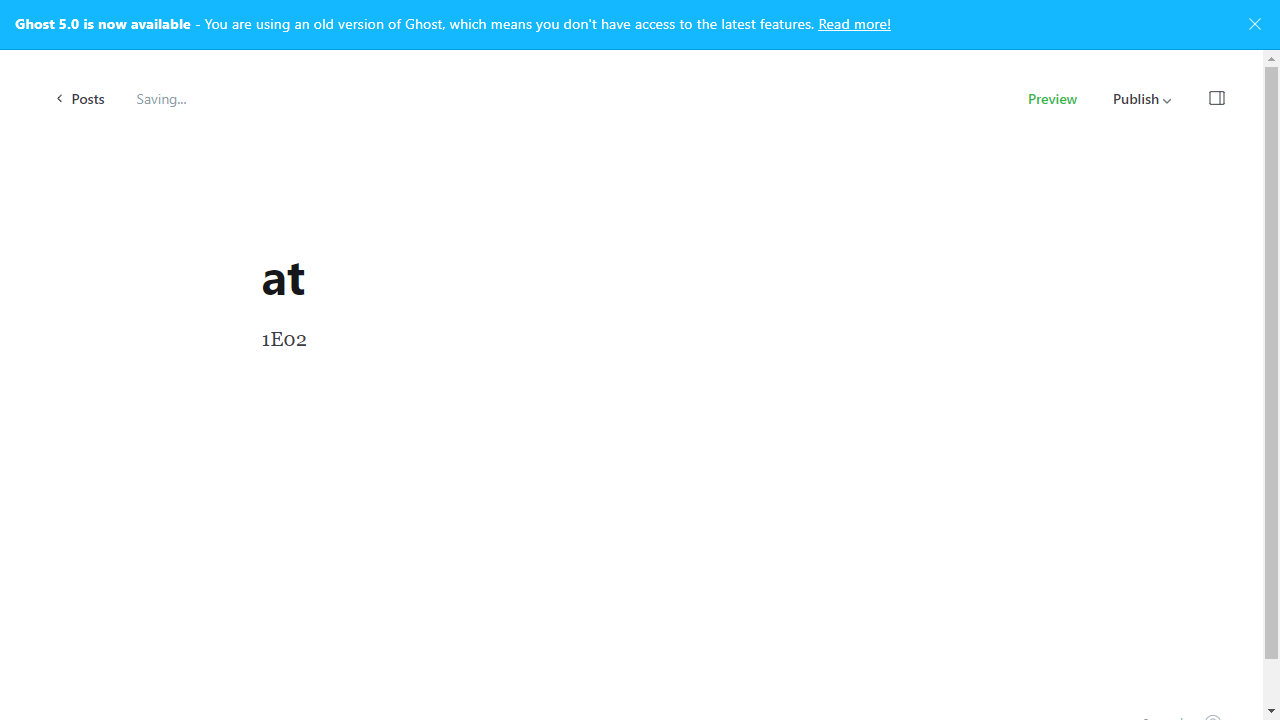 Ghost 5.0 is now available - You are using an old version of Ghost, which means you don't have access to the latest features. Read more!
Posts Saving... Preview Publish
at
1E02